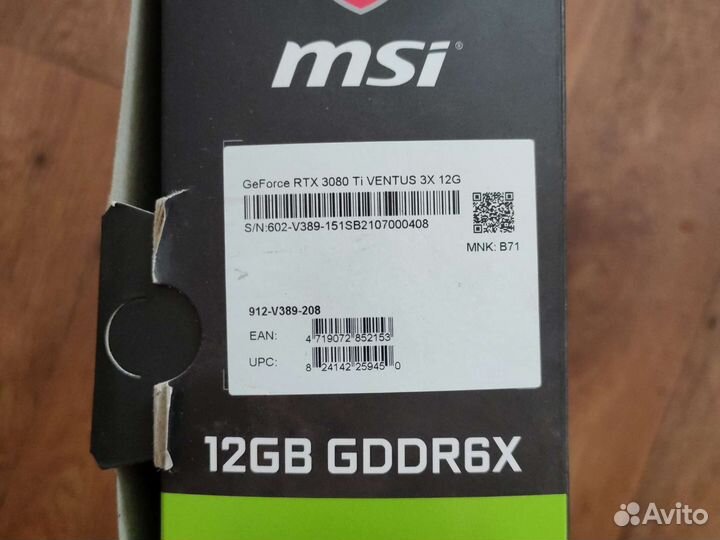 msi
GeForce RTX 3080 Ti VENTUS 3X 12G
S/N:602-V389-151SB2107000408
MNK: B71
912-V389-208
EAN: 4 719072 852153
UPC: 8 24142 25945 0
12GB GDDR6X
Avito